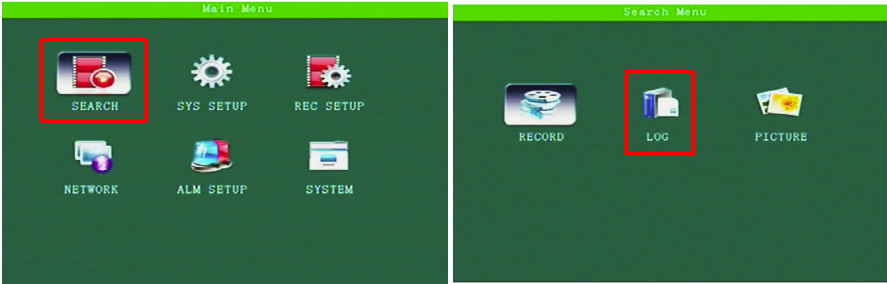 Main Menu
SEARCH SYS SETUP REC SETUP
NETWORK ALM SETUP SYSTEM
Search Menu
RECORD LOG PICTURE